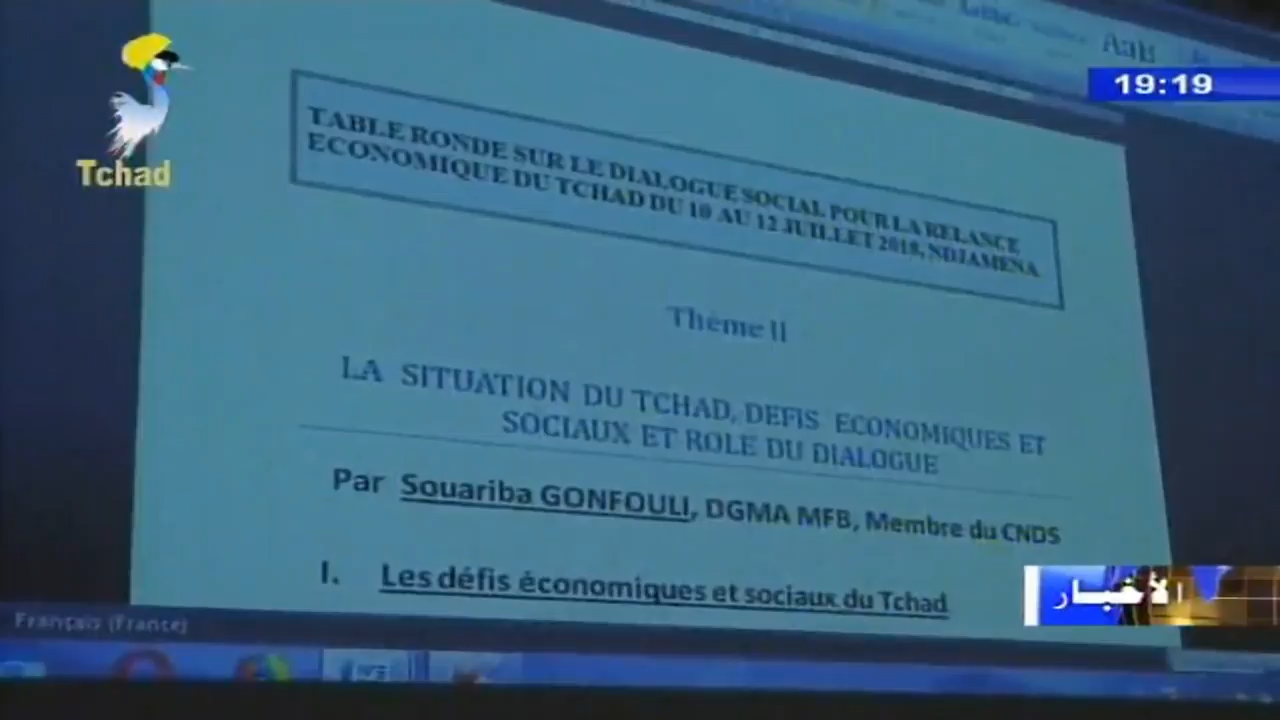 Tchad
19:19
TABLE RONDE SUR LE DIALOGUE SOCIAL POUR LA RELANCE
ECONOMIQUE DU TCHAD DU 10 AU 12 JUILLET 2018, NDJAMENA
Thème II
LA SITUATION DU TCHAD, DEFIS ECONOMIQUES ET
SOCIAUX ET ROLE DU DIALOGUE
Par Souariba GONFOULI, DGMA MFB, Membre du CNDS
I. Les défis économiques et sociaux du Tchad
الأخبار
Français (France)